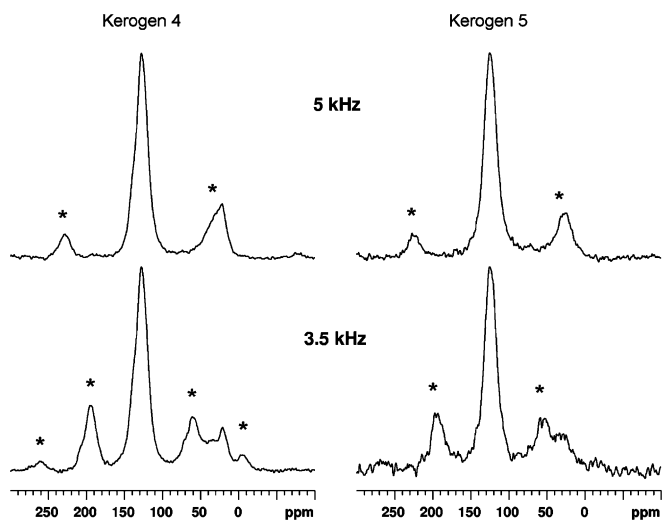 Kerogen 4 Kerogen 5
5 kHz
* * * *
3.5 kHz
* * * * * *
250 200 150 100 50 0 ppm 250 200 150 100 50 0 ppm